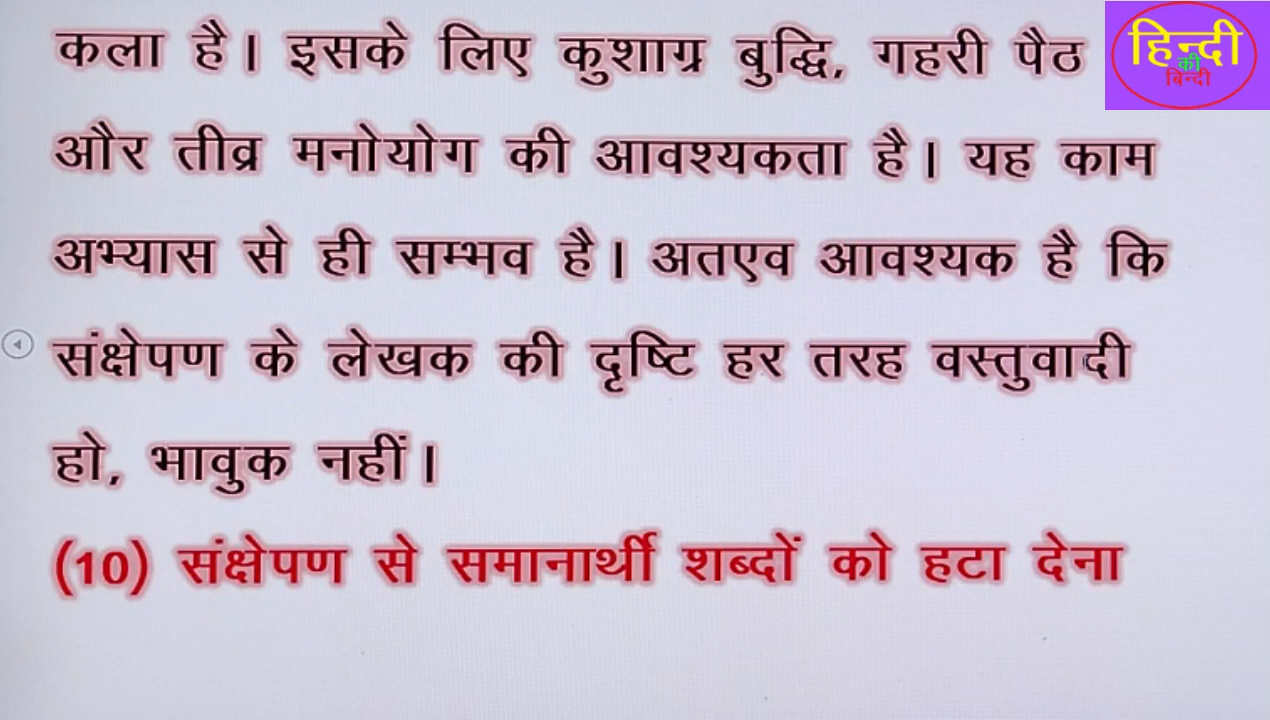 कला है। इसके लिए कुशाग्र बुद्धि, गहरी पैठ
हिन्दी
की
बिन्दी
और तीव्र मनोयोग की आवश्यकता है। यह काम
अभ्यास से ही सम्भव है। अतएव आवश्यक है कि
संक्षेपण के लेखक की दृष्टि हर तरह वस्तुवादी
हो, भावुक नहीं।
(10) संक्षेपण से समानार्थी शब्दों को हटा देना